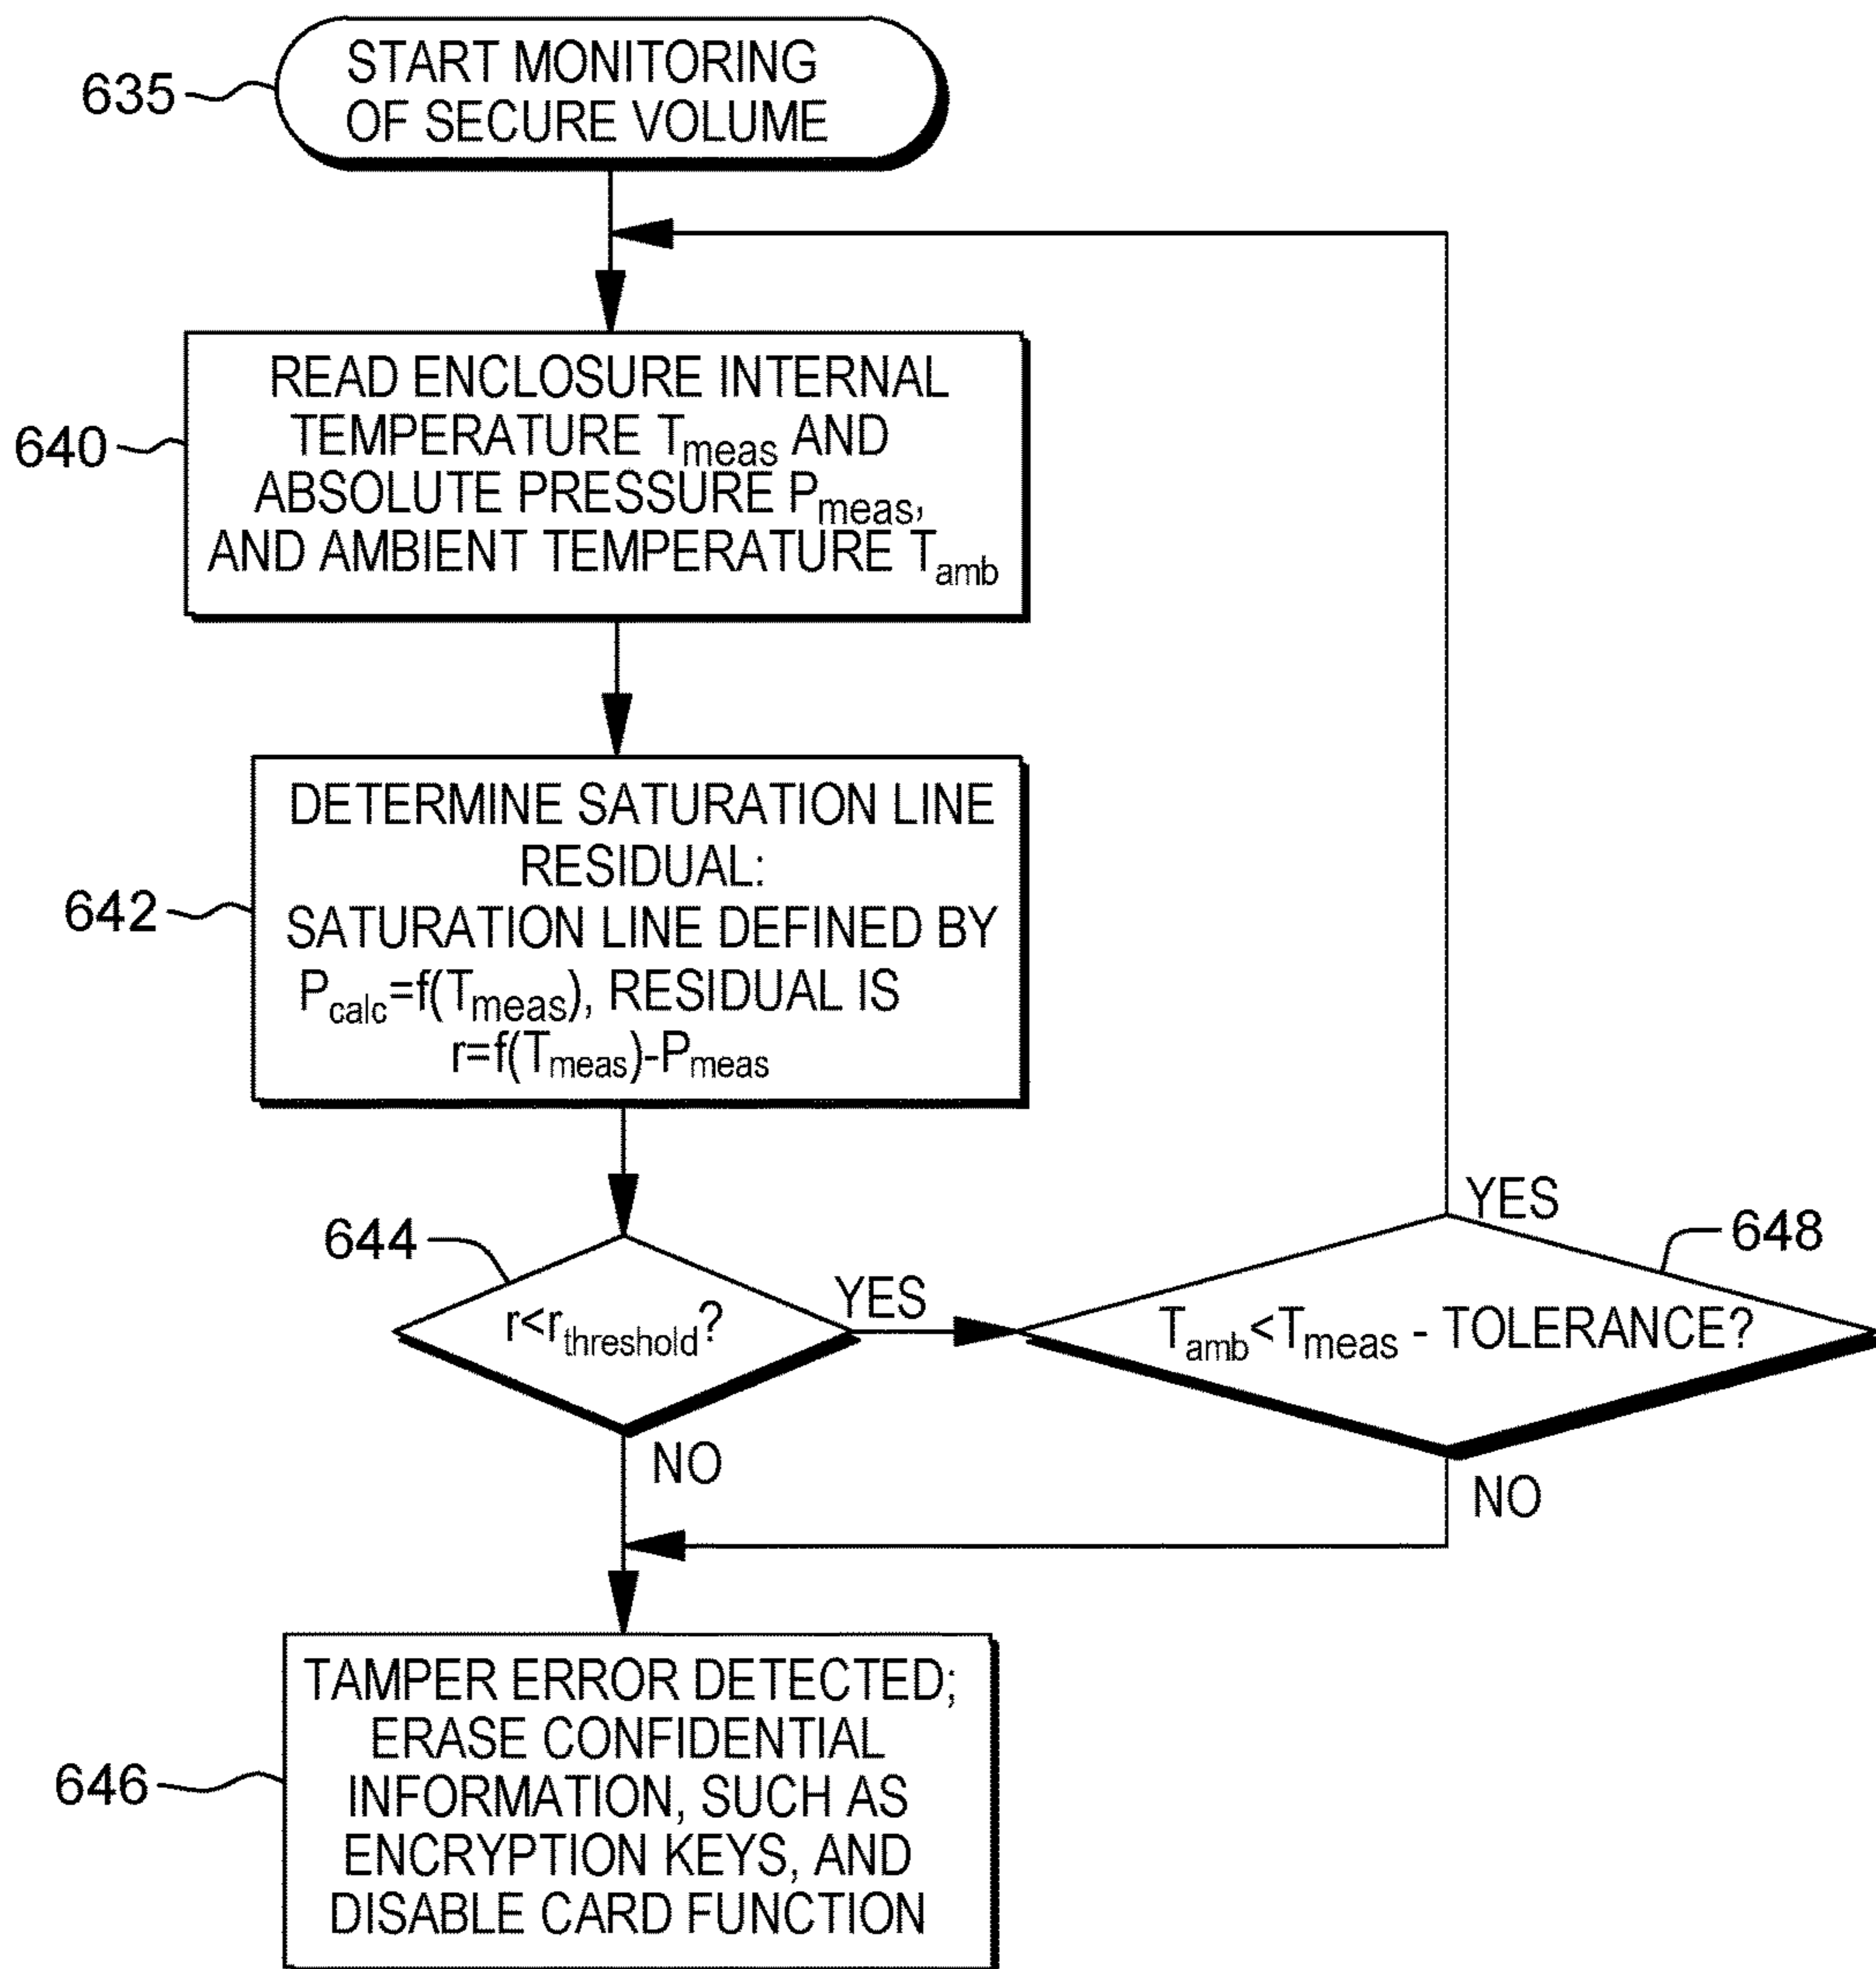 635
START MONITORING
OF SECURE VOLUME
640
READ ENCLOSURE INTERNAL
TEMPERATURE Tmeas AND
ABSOLUTE PRESSURE Pmeas,
AND AMBIENT TEMPERATURE Tamb
642
DETERMINE SATURATION LINE
RESIDUAL:
SATURATION LINE DEFINED BY
Pcalc=f(Tmeas), RESIDUAL IS
r=f(Tmeas)-Pmeas
644
r<rthreshold?
YES
NO
648
Tamb<Tmeas - TOLERANCE?
YES
NO
646
TAMPER ERROR DETECTED;
ERASE CONFIDENTIAL
INFORMATION, SUCH AS
ENCRYPTION KEYS, AND
DISABLE CARD FUNCTION